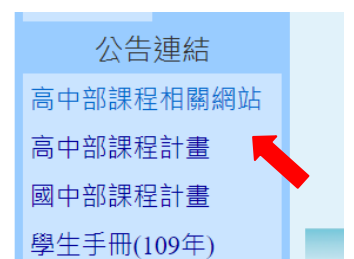 公告連結
高中部課程相關網站
高中部課程計畫
國中部課程計畫
學生手冊(109年)